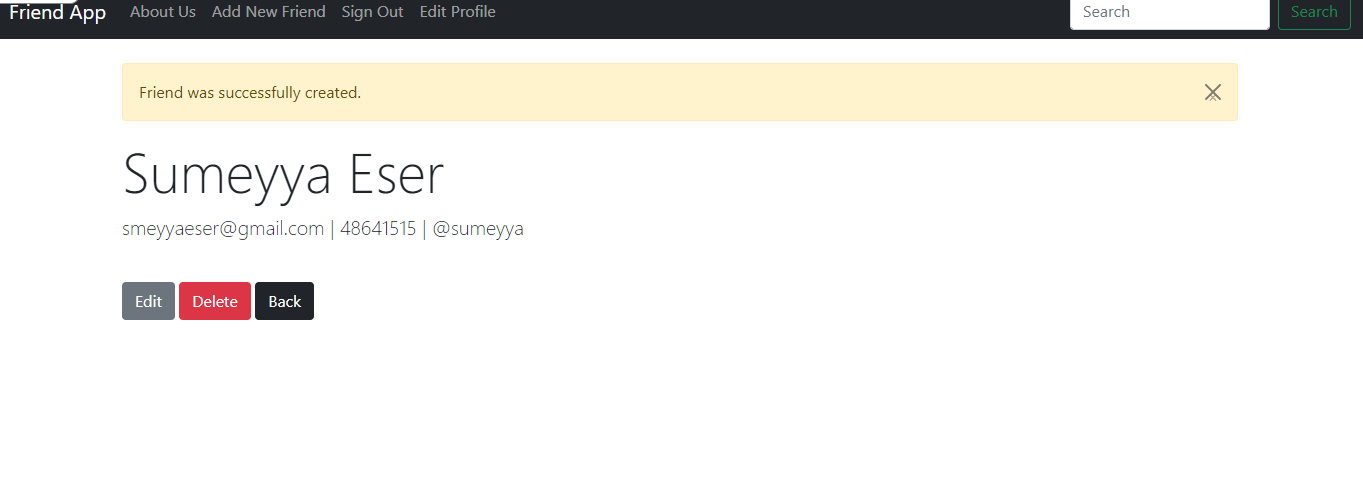 Friend App About Us Add New Friend Sign Out Edit Profile Search Search
Friend was successfully created.
Sumeyya Eser
smeyyaeser@gmail.com | 48641515 | @sumeyya
Edit Delete Back